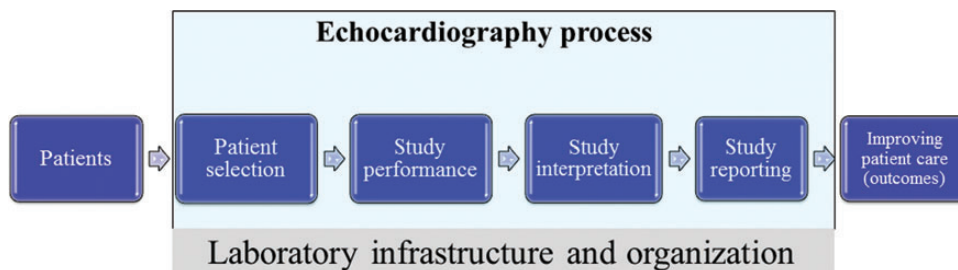 Echocardiography process
Patients
Patient
selection
Study
performance
Study
interpretation
Study
reporting
Improving
patient care
(outcomes)
Laboratory infrastructure and organization